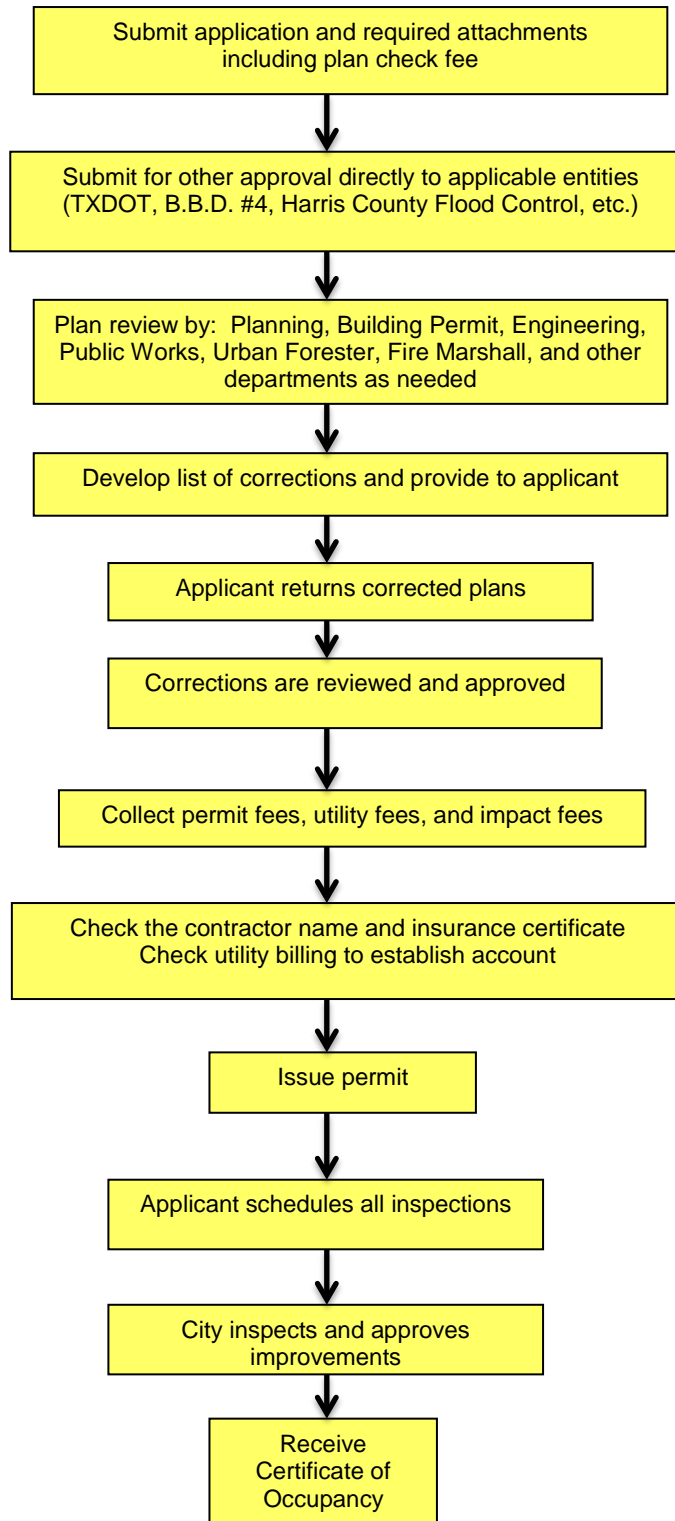 Submit application and required attachments
including plan check fee
Submit for other approval directly to applicable entities
(TXDOT, B.B.D. #4, Harris County Flood Control, etc.)
Plan review by:  Planning, Building Permit, Engineering,
Public Works, Urban Forester, Fire Marshall, and other
departments as needed
Develop list of corrections and provide to applicant
Applicant returns corrected plans
Corrections are reviewed and approved
Collect permit fees, utility fees, and impact fees
Check the contractor name and insurance certificate
Check utility billing to establish account
Issue permit
Applicant schedules all inspections
City inspects and approves
improvements
Receive
Certificate of
Occupancy